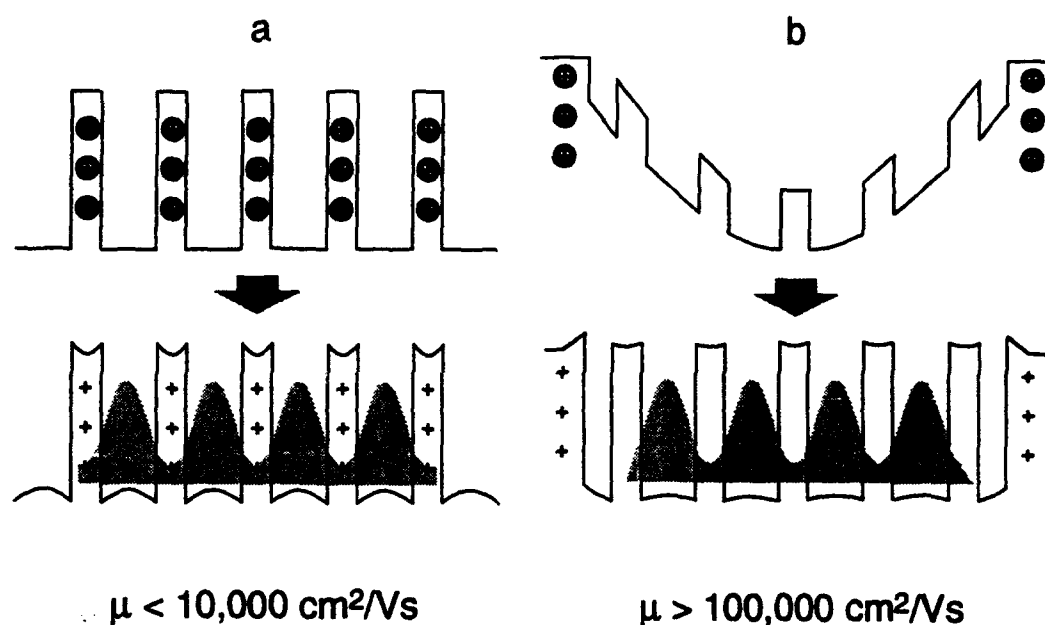 a
b
+ + + + + +
+ + + + + +
+ +
μ < 10,000 cm²/Vs
μ > 100,000 cm²/Vs